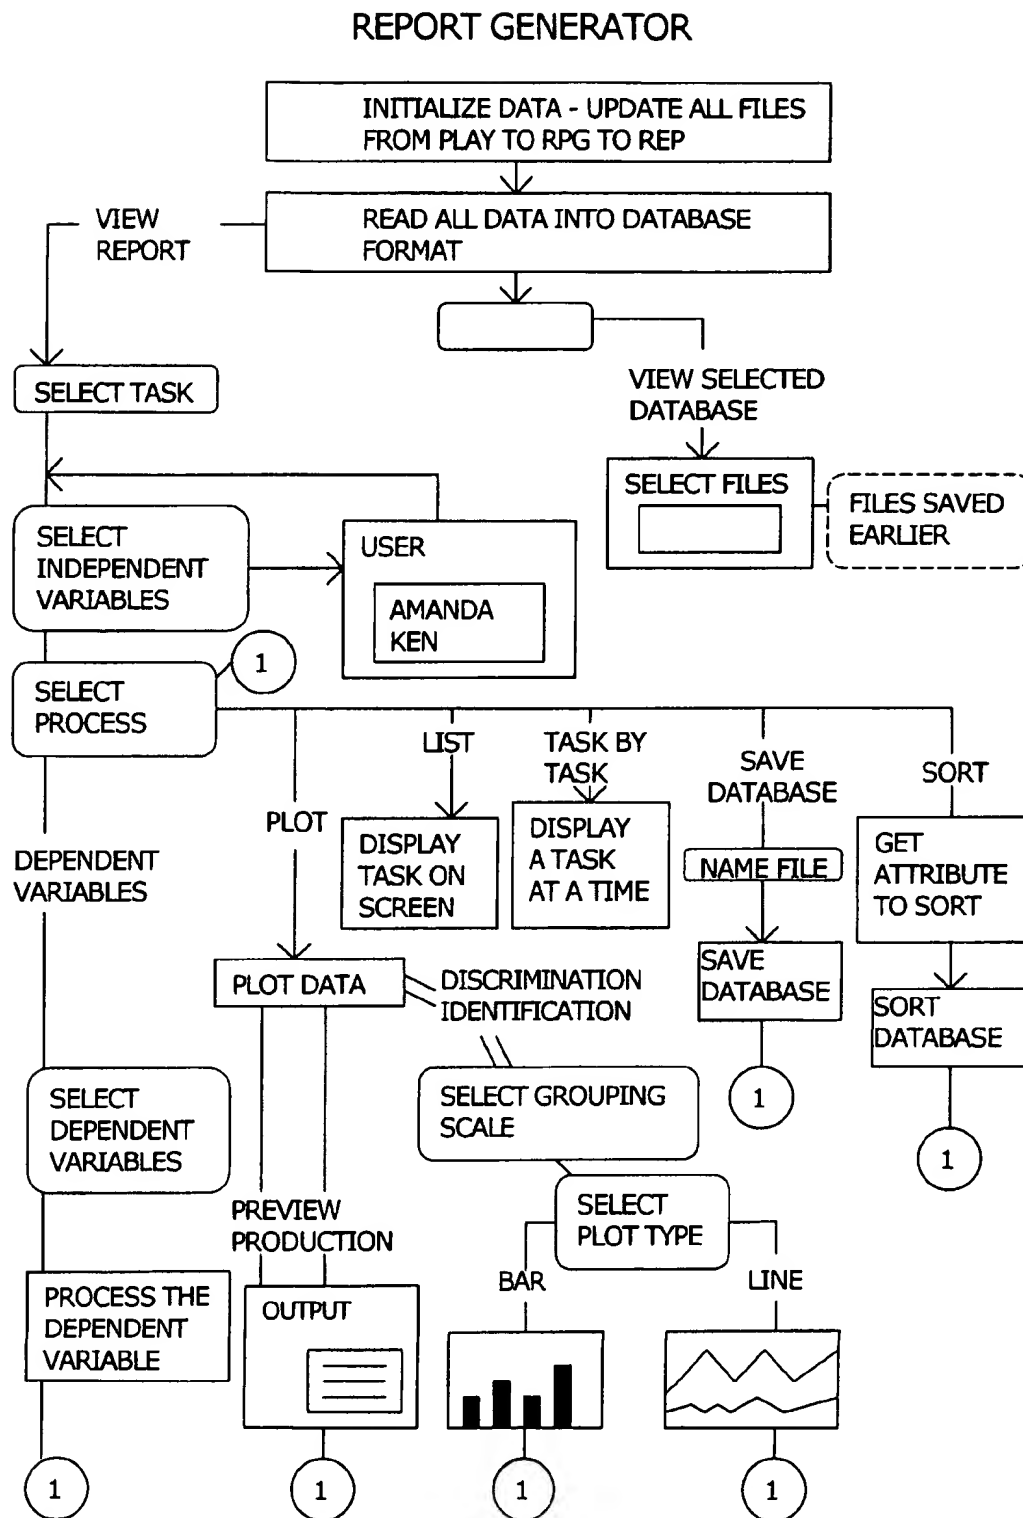 REPORT GENERATOR
INITIALIZE DATA - UPDATE ALL FILES
FROM PLAY TO RPG TO REP
READ ALL DATA INTO DATABASE
FORMAT
VIEW
REPORT
SELECT TASK
VIEW SELECTED
DATABASE
SELECT FILES
FILES SAVED
EARLIER
SELECT
INDEPENDENT
VARIABLES
USER
AMANDA
KEN
1
SELECT
PROCESS
PLOT
LIST
TASK BY
TASK
SAVE
DATABASE
SORT
DISPLAY
TASK ON
SCREEN
DISPLAY
A TASK
AT A TIME
NAME FILE
GET
ATTRIBUTE
TO SORT
DEPENDENT
VARIABLES
PLOT DATA
DISCRIMINATION
IDENTIFICATION
SAVE
DATABASE
SORT
DATABASE
SELECT
DEPENDENT
VARIABLES
SELECT GROUPING
SCALE
1
1
PREVIEW
PRODUCTION
SELECT
PLOT TYPE
BAR
LINE
PROCESS THE
DEPENDENT
VARIABLE
OUTPUT
1
1
1
1